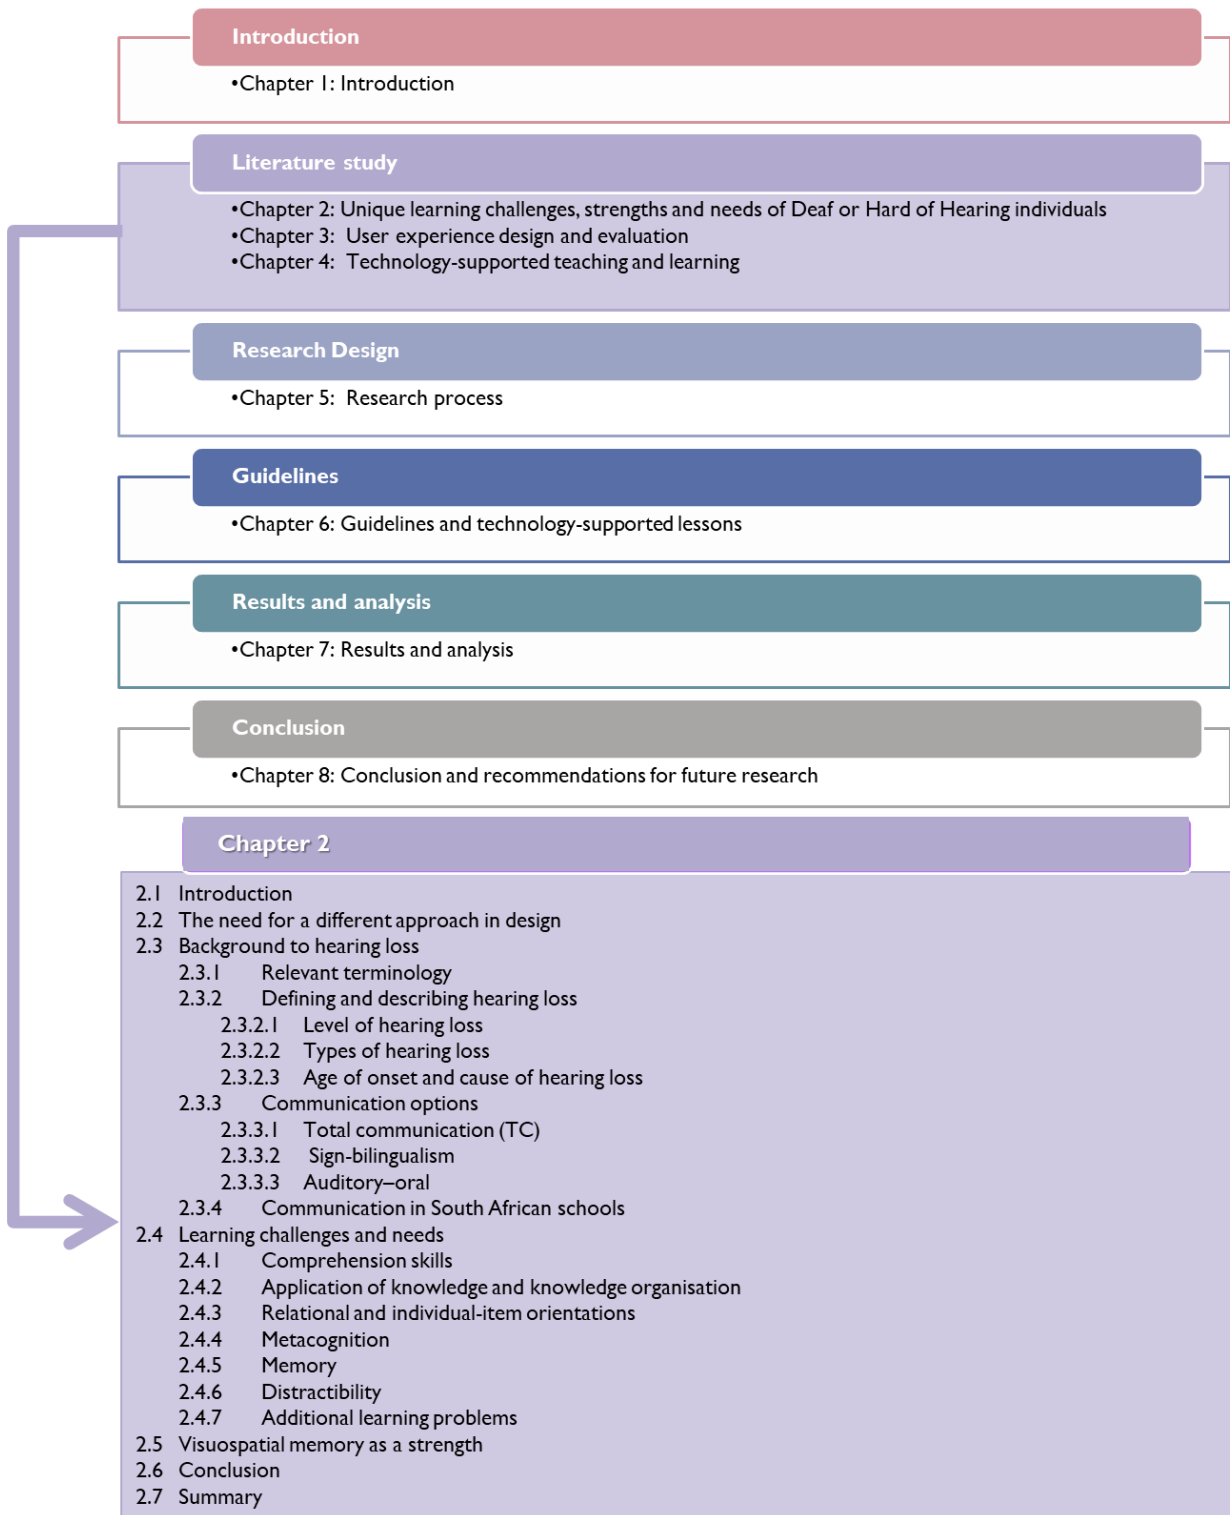 Introduction
•Chapter 1: Introduction
Literature study
•Chapter 2: Unique learning challenges, strengths and needs of Deaf or Hard of Hearing individuals
•Chapter 3:  User experience design and evaluation
•Chapter 4:  Technology-supported teaching and learning
Research Design
•Chapter 5:  Research process
Guidelines
•Chapter 6: Guidelines and technology-supported lessons
Results and analysis
•Chapter 7: Results and analysis
Conclusion
•Chapter 8: Conclusion and recommendations for future research
Chapter 2
2.1 Introduction
2.2 The need for a different approach in design
2.3 Background to hearing loss
2.3.1 Relevant terminology
2.3.2 Defining and describing hearing loss
2.3.2.1 Level of hearing loss
2.3.2.2 Types of hearing loss
2.3.2.3 Age of onset and cause of hearing loss
2.3.3 Communication options
2.3.3.1 Total communication (TC)
2.3.3.2 Sign-bilingualism
2.3.3.3 Auditory–oral
2.3.4 Communication in South African schools
2.4 Learning challenges and needs
2.4.1 Comprehension skills
2.4.2 Application of knowledge and knowledge organisation
2.4.3 Relational and individual-item orientations
2.4.4 Metacognition
2.4.5 Memory
2.4.6 Distractibility
2.4.7 Additional learning problems
2.5 Visuospatial memory as a strength
2.6 Conclusion
2.7 Summary